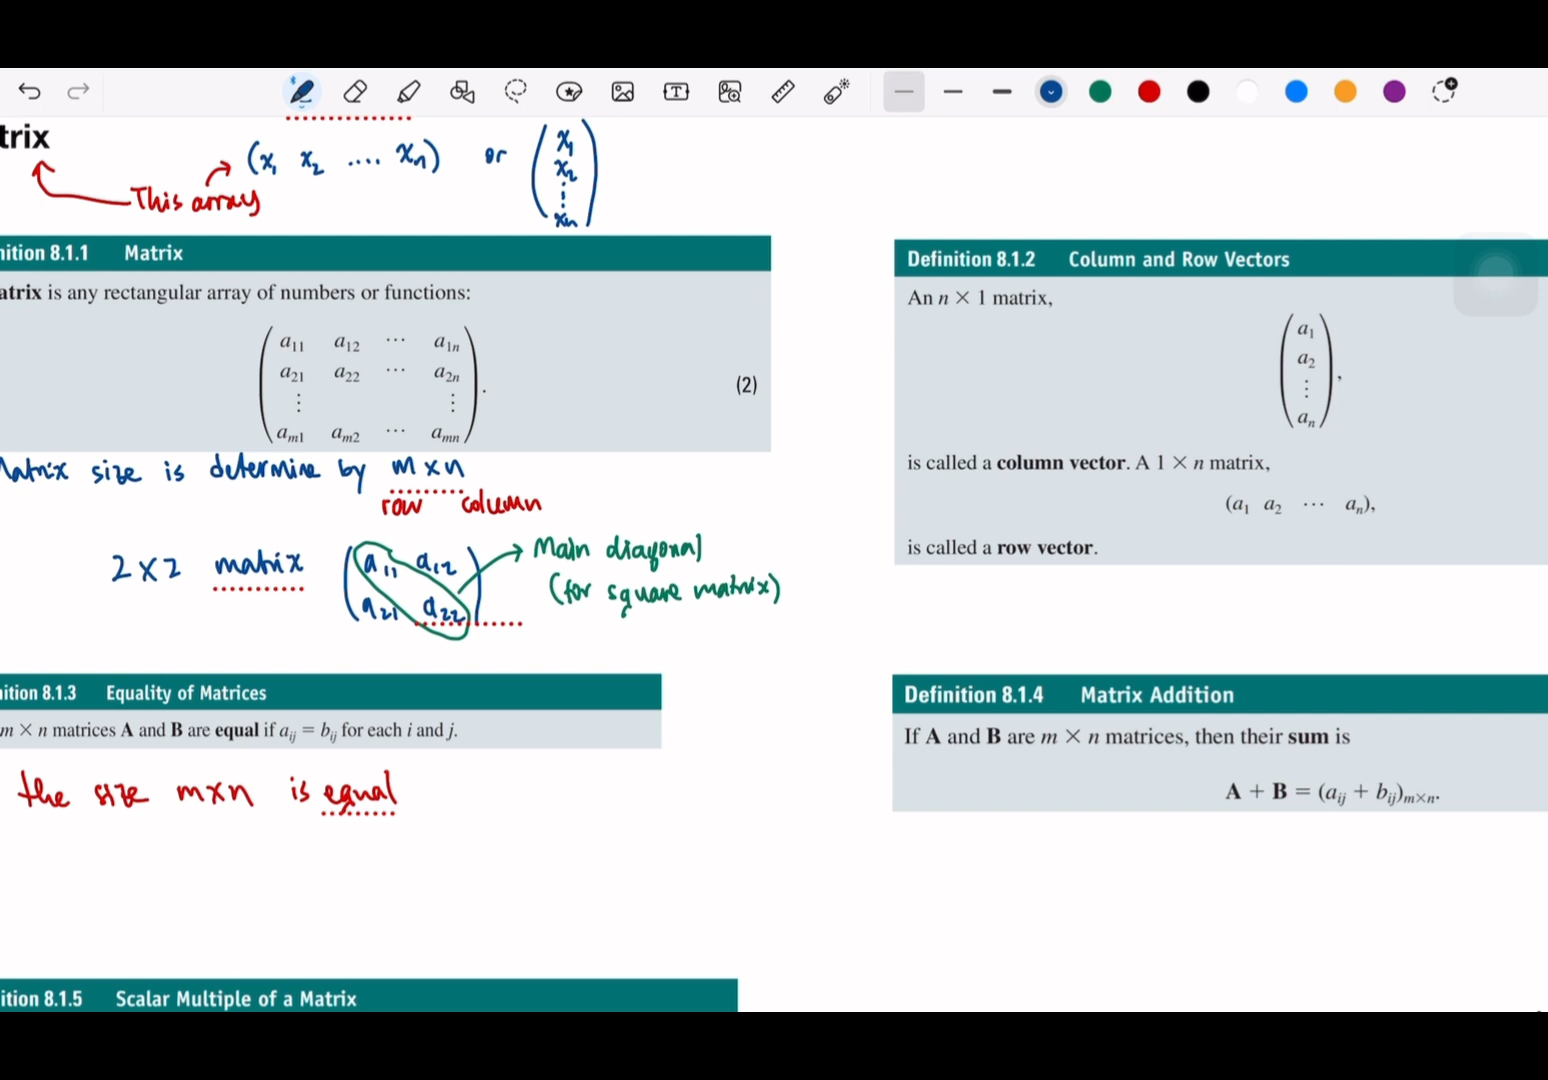 trix
(x₁ x₂ .... xₙ) or (x₁ x₂ ⋮ xₙ)
This array
nition 8.1.1 Matrix
atrix is any rectangular array of numbers or functions:
a₁₁ a₁₂ ⋯ a₁ₙ
a₂₁ a₂₂ ⋯ a₂ₙ
⋮ ⋮
aₘ₁ aₘ₂ ⋯ aₘₙ
(2)
Matrix size is determine by m×n
row column
2×2 matrix
a₁₁ a₁₂
a₂₁ a₂₂
Main diagonal
(for square matrix)
Definition 8.1.2 Column and Row Vectors
An n × 1 matrix,
a₁
a₂
⋮
aₙ
,
is called a column vector. A 1 × n matrix,
(a₁ a₂ ⋯ aₙ),
is called a row vector.
ition 8.1.3 Equality of Matrices
m × n matrices A and B are equal if aᵢⱼ = bᵢⱼ for each i and j.
the size m×n is equal
Definition 8.1.4 Matrix Addition
If A and B are m × n matrices, then their sum is
A + B = (aᵢⱼ + bᵢⱼ)ₘ×ₙ.
ition 8.1.5 Scalar Multiple of a Matrix